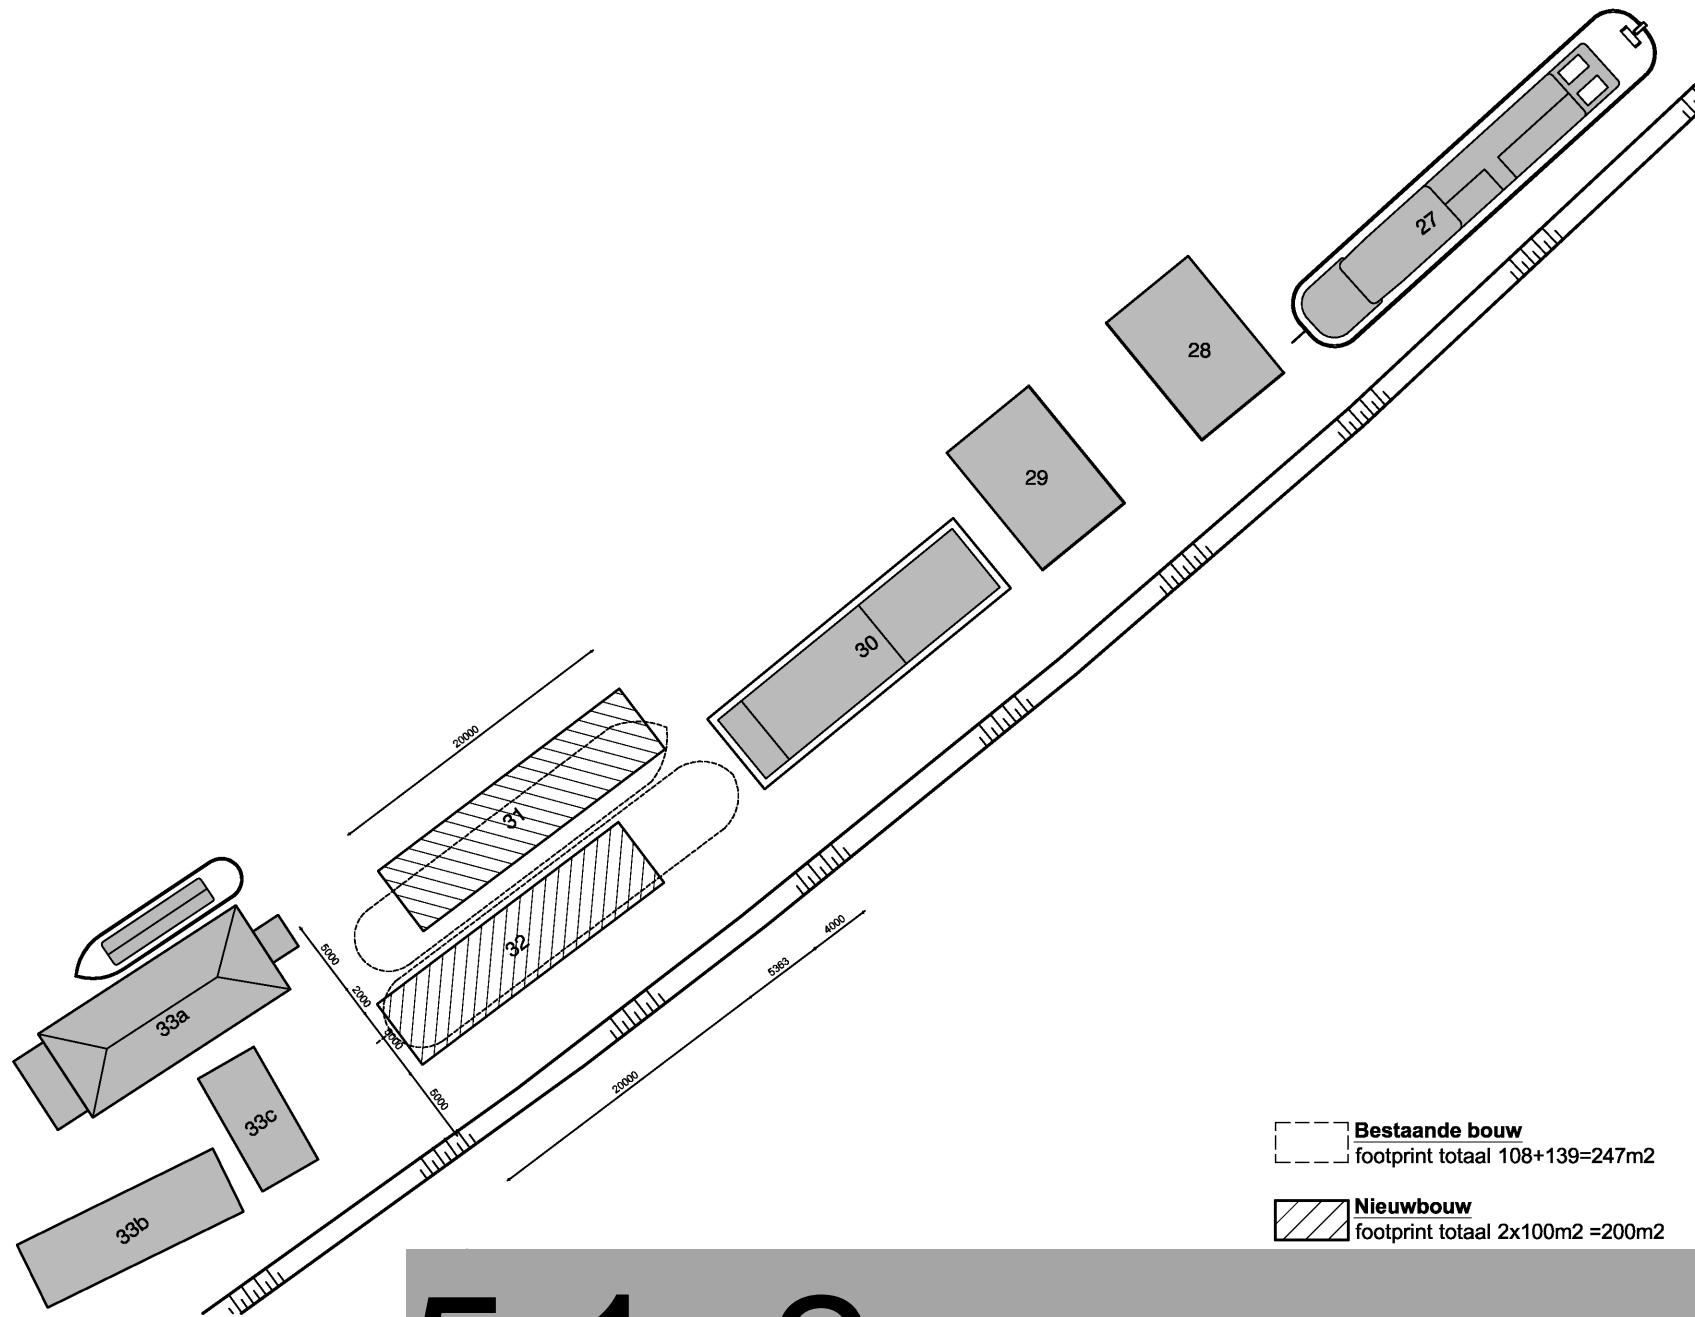 27
28
29
30
20000
31
32
5000
2000
5000
5000
4000
5363
20000
33a
33c
33b
Bestaande bouw
footprint totaal 108+139=247m2
Nieuwbouw
footprint totaal 2x100m2 =200m2